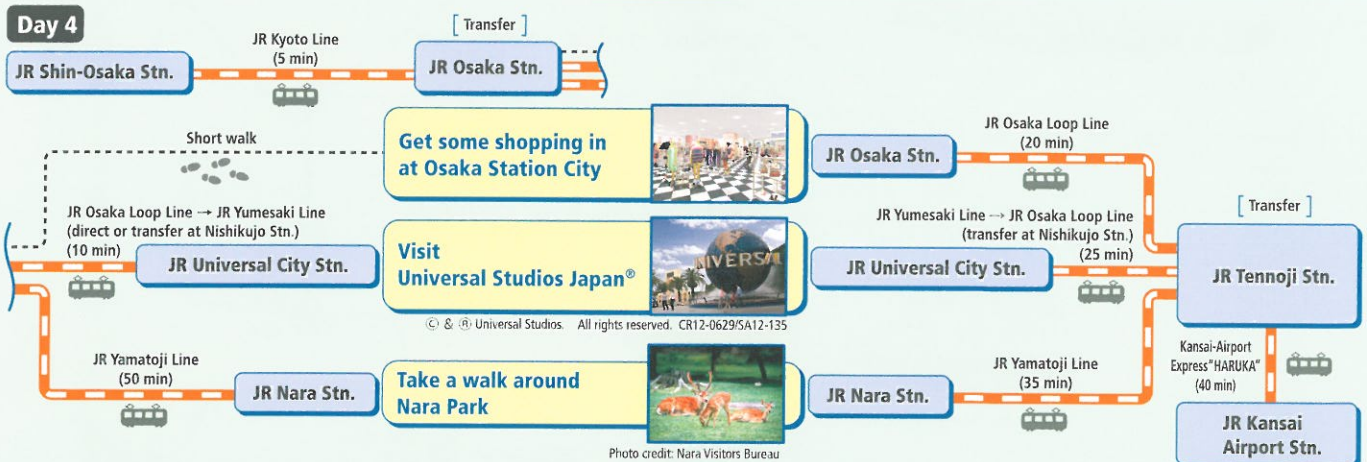 Day 4
JR Shin-Osaka Stn.
JR Kyoto Line
(5 min)
[ Transfer ]
JR Osaka Stn.
Short walk
Get some shopping in
at Osaka Station City
JR Osaka Stn.
JR Osaka Loop Line
(20 min)
JR Osaka Loop Line → JR Yumesaki Line
(direct or transfer at Nishikujo Stn.)
(10 min)
JR Universal City Stn.
Visit
Universal Studios Japan®
UNIVERSAL
© & ® Universal Studios. All rights reserved. CR12-0629/SA12-135
JR Universal City Stn.
JR Yumesaki Line → JR Osaka Loop Line
(transfer at Nishikujo Stn.)
(25 min)
[ Transfer ]
JR Tennoji Stn.
JR Yamatoji Line
(50 min)
JR Nara Stn.
Take a walk around
Nara Park
Photo credit: Nara Visitors Bureau
JR Nara Stn.
JR Yamatoji Line
(35 min)
Kansai-Airport
Express"HARUKA"
(40 min)
JR Kansai
Airport Stn.